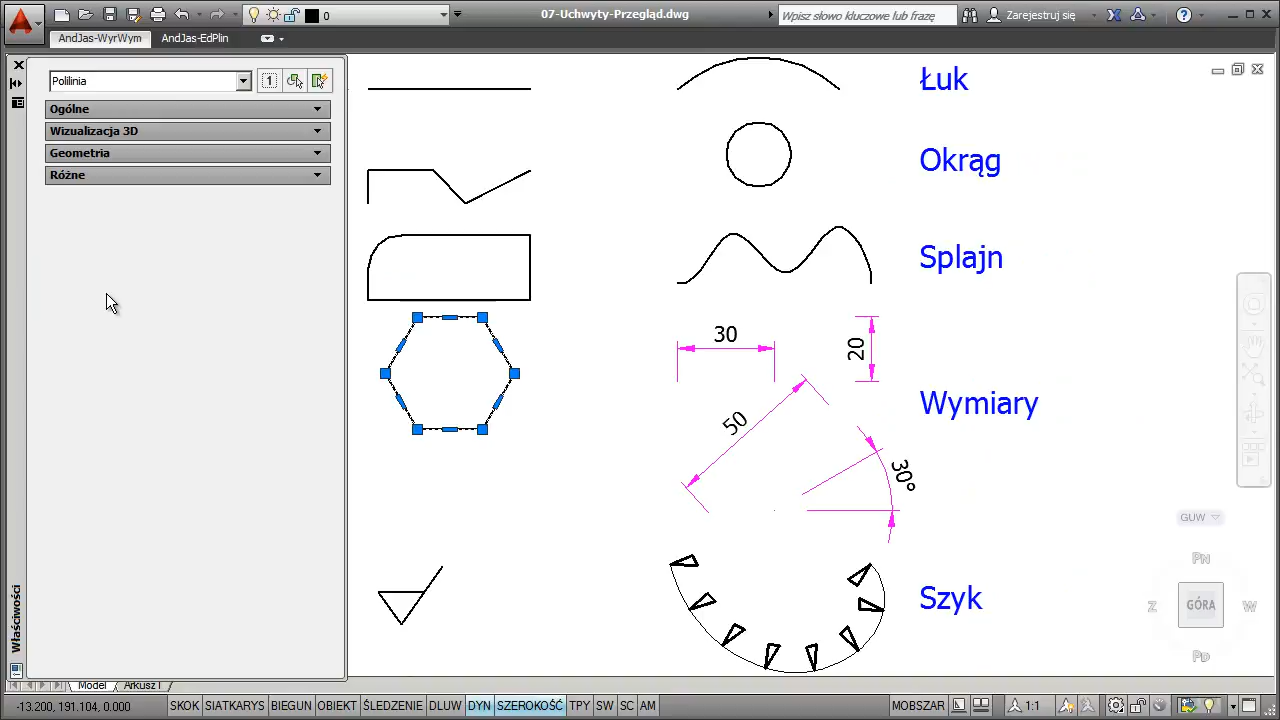 0
07-Uchwyty-Przegląd.dwg
Wpisz słowo kluczowe lub frazę
Zarejestruj się
AndJas-WyrWym
AndJas-EdPlin
Polilinia
Ogólne
Wizualizacja 3D
Geometria
Różne
Właściwości
Łuk
Okrąg
Splajn
30
20
Wymiary
50
30°
Szyk
GUW
PN
Z GÓRA W
PD
Model
Arkusz1
-13.200, 191.104, 0.000
SKOK SIATKARYS BIEGUN OBIEKT ŚLEDZENIE DLUW DYN SZEROKOŚĆ TPY SW SC AM
MOBSZAR
1:1